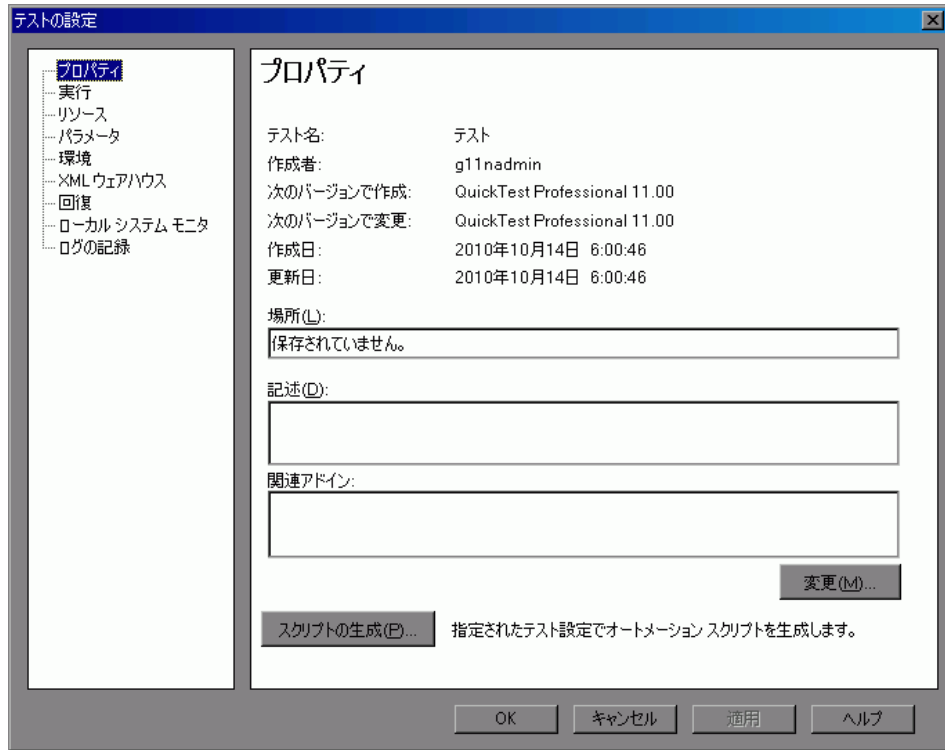 テストの設定
プロパティ
実行
リソース
パラメータ
環境
XML ウェアハウス
回復
ローカル システム モニタ
ログの記録
プロパティ
テスト名: テスト
作成者: g11nadmin
次のバージョンで作成: QuickTest Professional 11.00
次のバージョンで変更: QuickTest Professional 11.00
作成日: 2010年10月14日 6:00:46
更新日: 2010年10月14日 6:00:46
場所(L):
保存されていません。
記述(D):
関連アドイン:
変更(M)...
スクリプトの生成(P)... 指定されたテスト設定でオートメーション スクリプトを生成します。
OK キャンセル 適用 ヘルプ